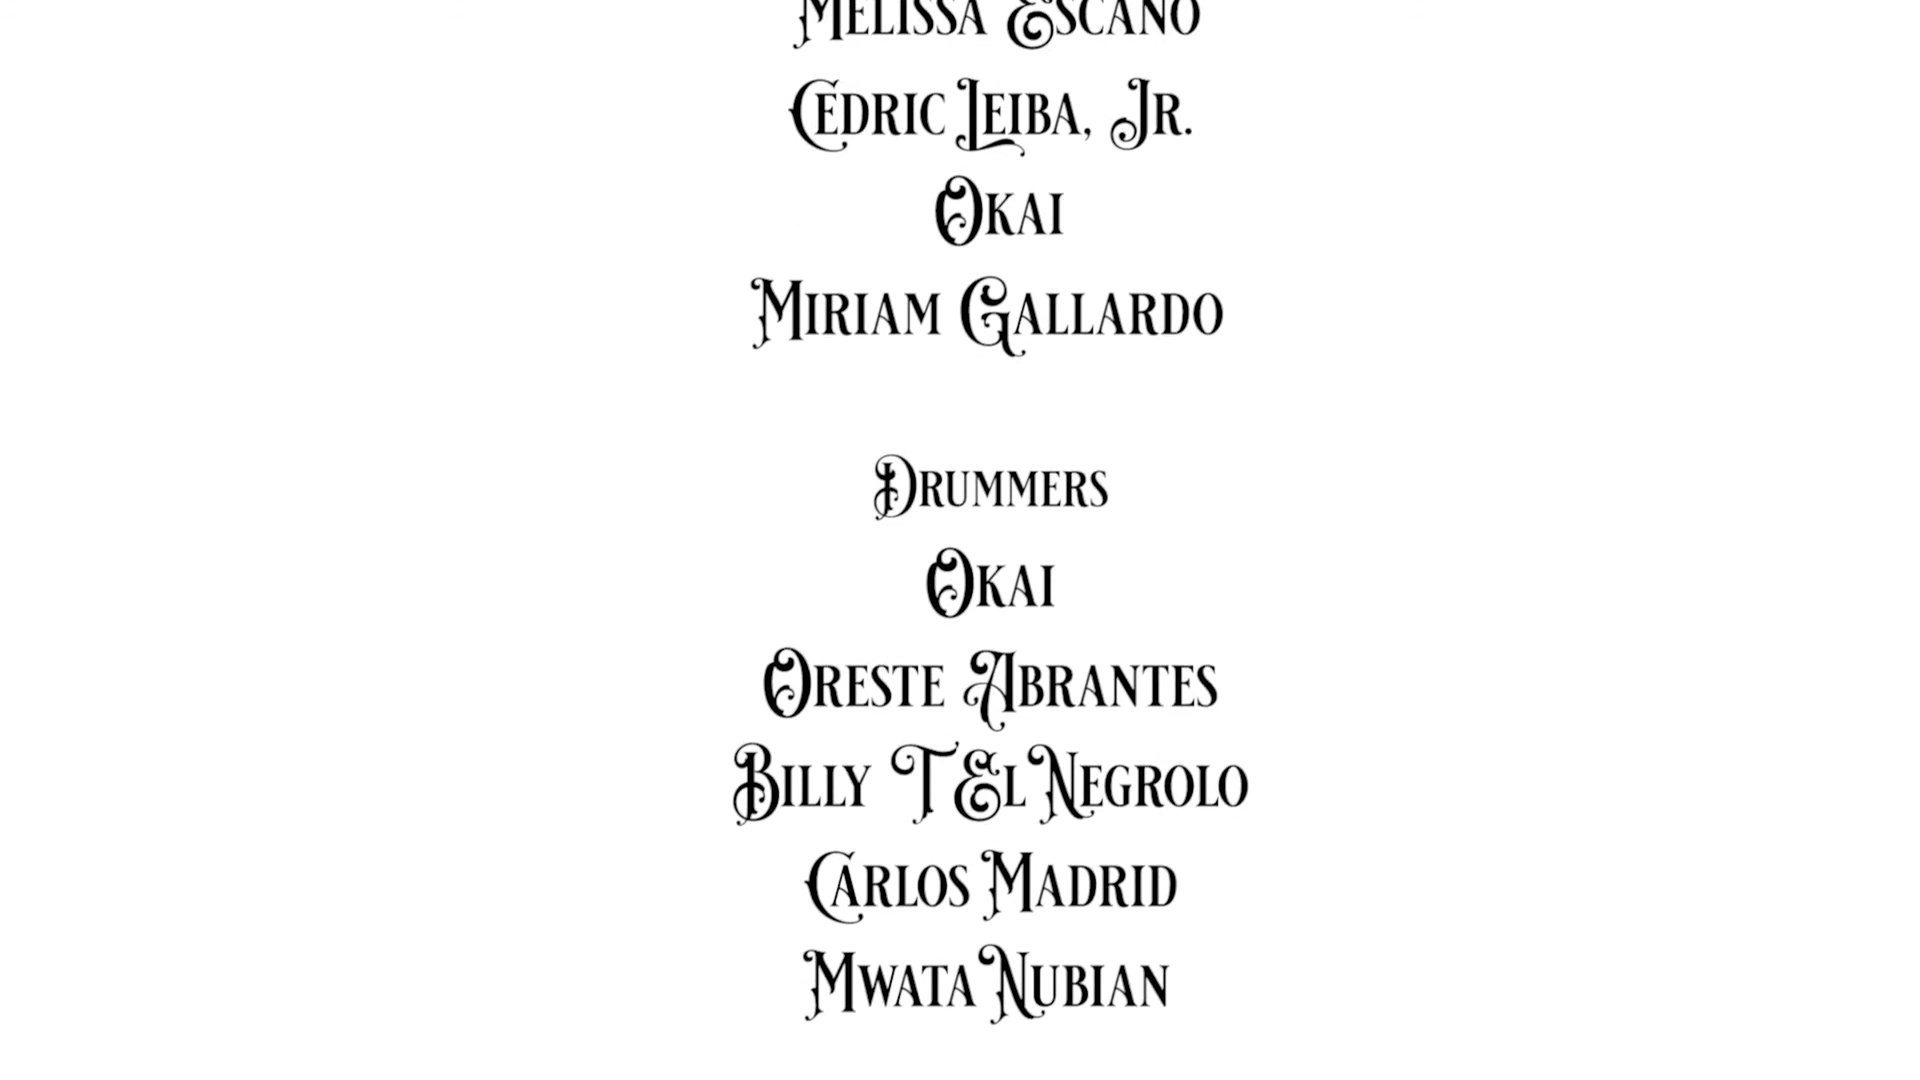 Melissa Escano
Cedric Leiba, Jr.
Okai
Miriam Gallardo
Drummers
Okai
Oreste Abrantes
Billy T El Negrolo
Carlos Madrid
Mwata Nubian